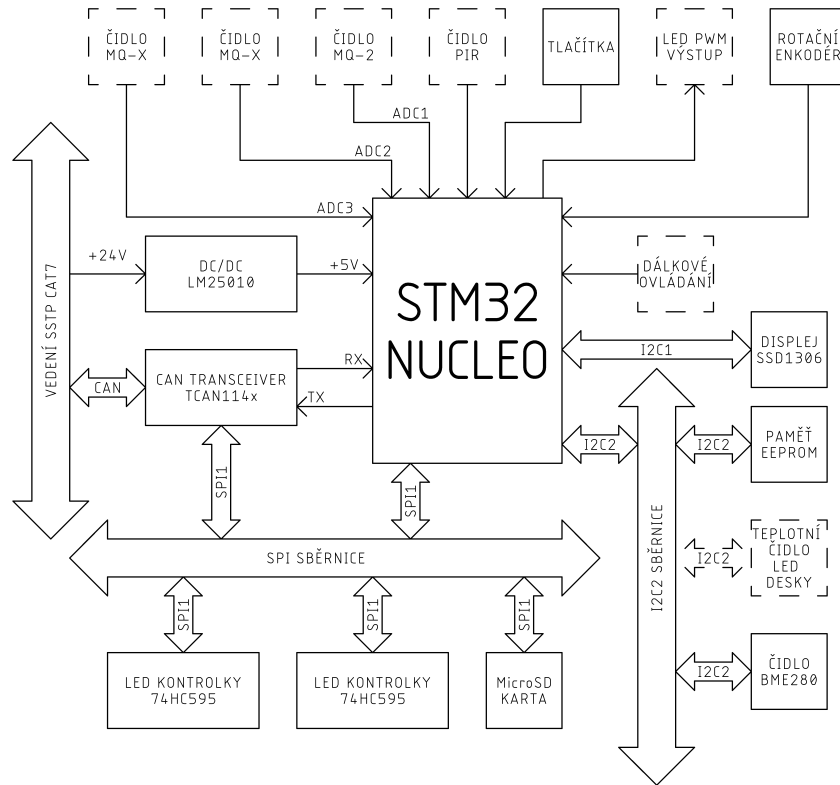 ČIDLO
MQ-X
ČIDLO
MQ-X
ČIDLO
MQ-2
ČIDLO
PIR
TLAČÍTKA
LED PWM
VÝSTUP
ROTAČNÍ
ENKODÉR
ADC1
ADC2
ADC3
+24V
DC/DC
LM25010
+5V
DÁLKOVÉ
OVLÁDÁNÍ
STM32
NUCLEO
VEDENÍ SSTP CAT7
CAN
CAN TRANSCEIVER
TCAN114x
RX
TX
I2C1
DISPLEJ
SSD1306
I2C2
I2C2
PAMĚŤ
EEPROM
SPI1
SPI1
SPI SBĚRNICE
I2C2 SBĚRNICE
I2C2
TEPLOTNÍ
ČIDLO
LED
DESKY
SPI1
SPI1
SPI1
LED KONTROLKY
74HC595
LED KONTROLKY
74HC595
MicroSD
KARTA
I2C2
ČIDLO
BME280